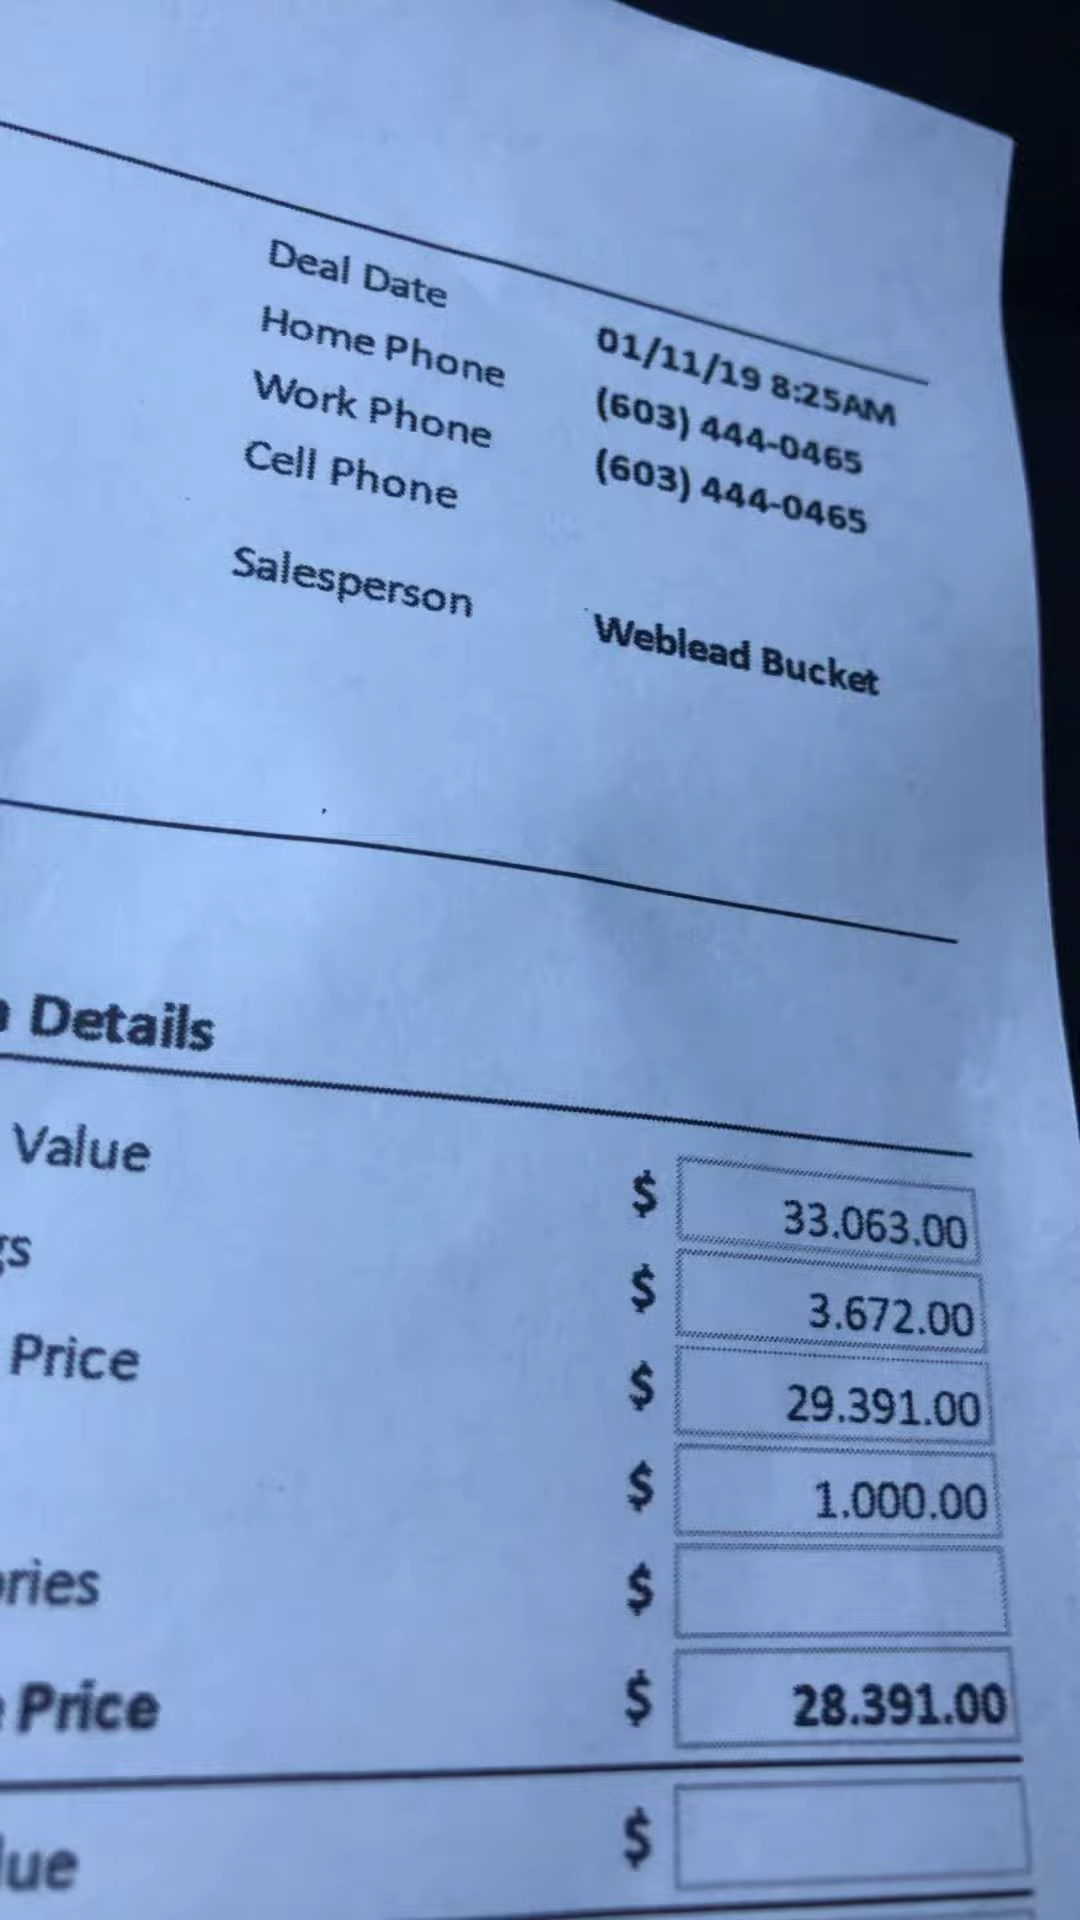 Deal Date 01/11/19 8:25AM
Home Phone (603) 444-0465
Work Phone (603) 444-0465
Cell Phone
Salesperson Weblead Bucket
Details
Value $ 33.063.00
$ 3.672.00
Price $ 29.391.00
$ 1.000.00
$
Price $ 28.391.00
$